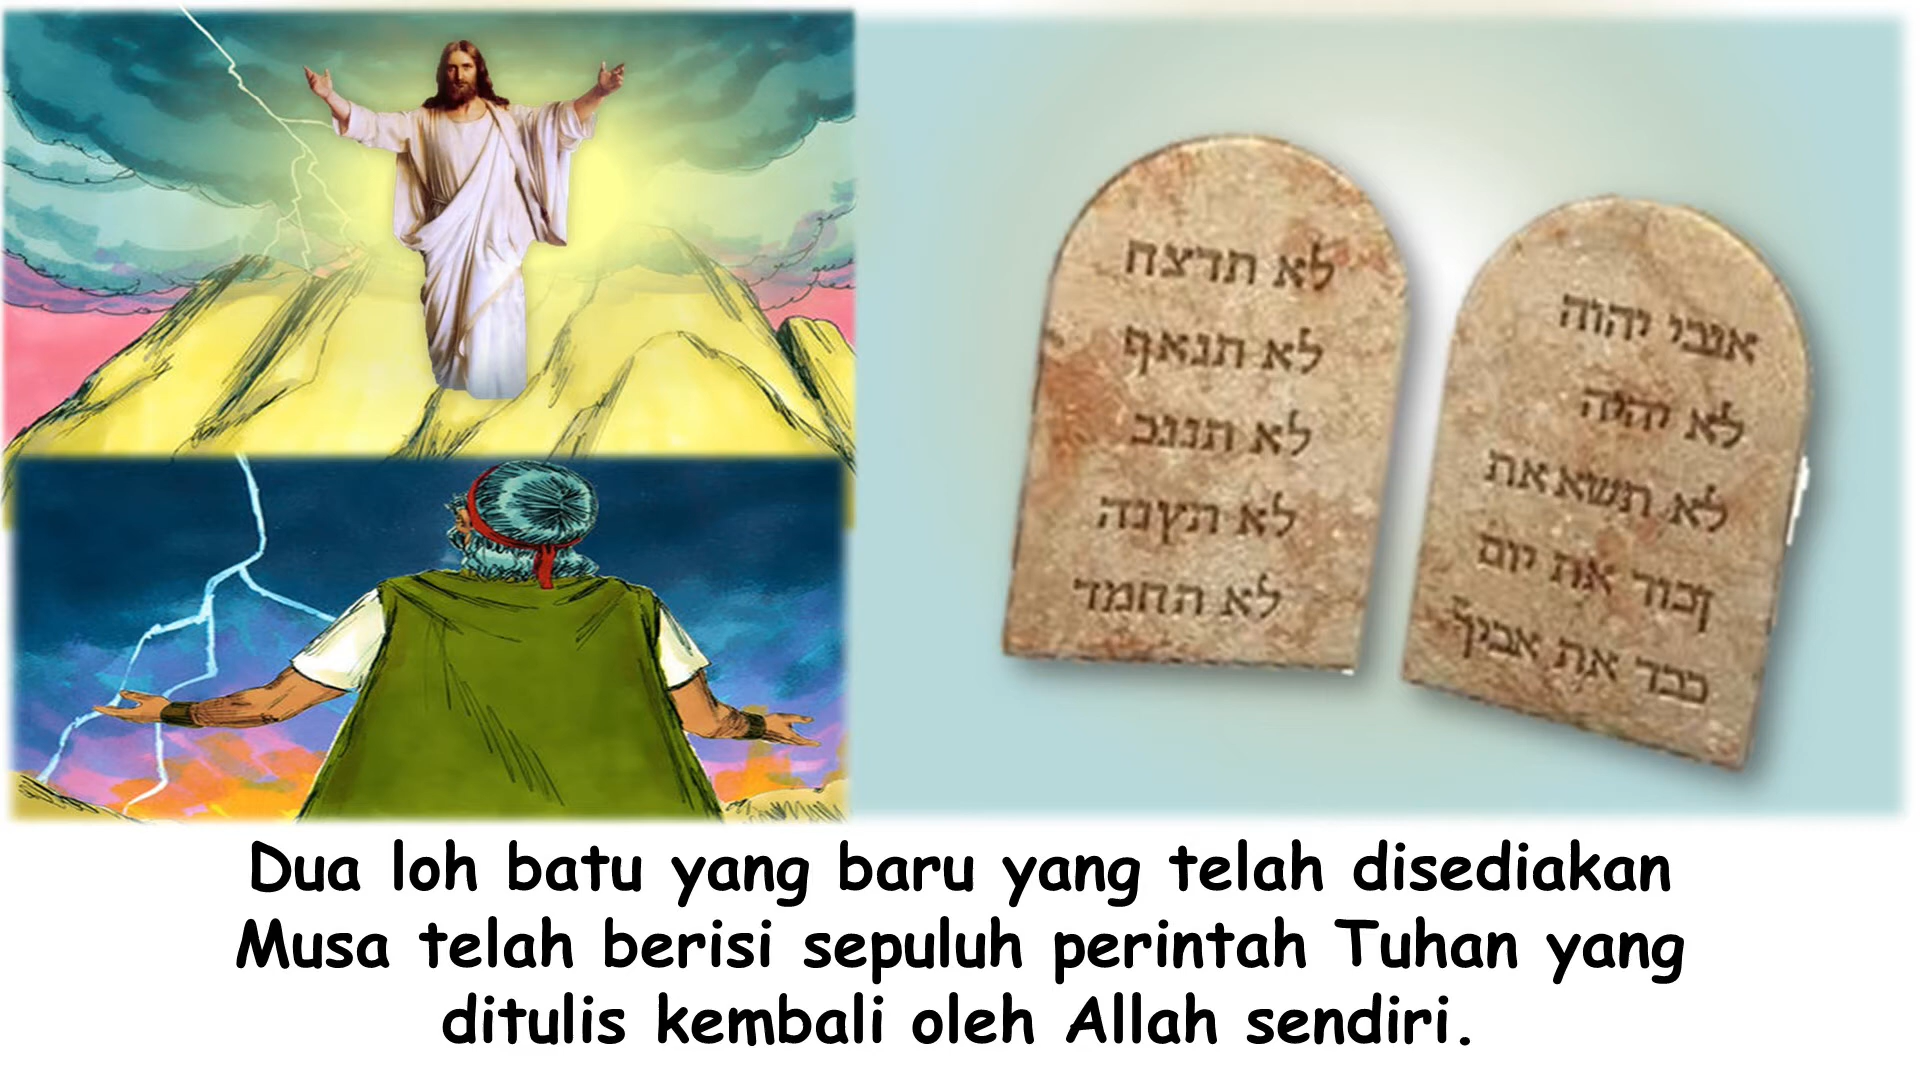 לא תרצח
לא תנאף
לא תגנב
לא תענה
לא תחמד
אנכי יהוה
לא יהיה
לא תשא את
זכור את יום
כבד את אביך
Dua loh batu yang baru yang telah disediakan
Musa telah berisi sepuluh perintah Tuhan yang
ditulis kembali oleh Allah sendiri.